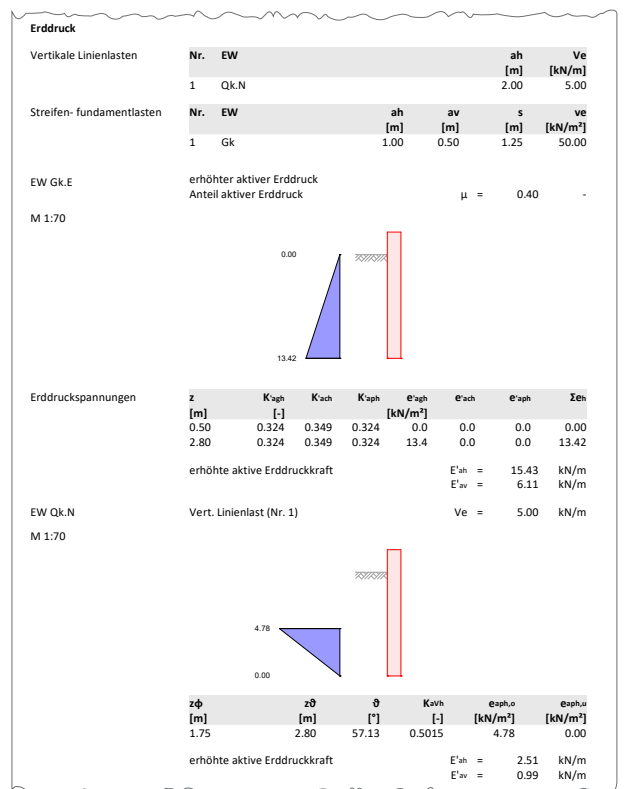 Erddruck
Vertikale Linienlasten Nr. EW ah Ve
[m] [kN/m]
1 Qk.N 2.00 5.00
Streifen- fundamentlasten Nr. EW ah av s ve
[m] [m] [m] [kN/m²]
1 Gk 1.00 0.50 1.25 50.00
EW Gk.E erhöhter aktiver Erddruck
Anteil aktiver Erddruck μ = 0.40 -
M 1:70
0.00
13.42
Erddruckspannungen z K'agh K'ach K'aph e'agh e'ach e'aph Σeh
[m] [-] [kN/m²]
0.50 0.324 0.349 0.324 0.0 0.0 0.0 0.00
2.80 0.324 0.349 0.324 13.4 0.0 0.0 13.42
erhöhte aktive Erddruckkraft E'ah = 15.43 kN/m
E'av = 6.11 kN/m
EW Qk.N Vert. Linienlast (Nr. 1) Ve = 5.00 kN/m
M 1:70
4.78
0.00
zϕ zϑ ϑ KaVh eaph,o eaph,u
[m] [m] [°] [-] [kN/m²] [kN/m²]
1.75 2.80 57.13 0.5015 4.78 0.00
erhöhte aktive Erddruckkraft E'ah = 2.51 kN/m
E'av = 0.99 kN/m